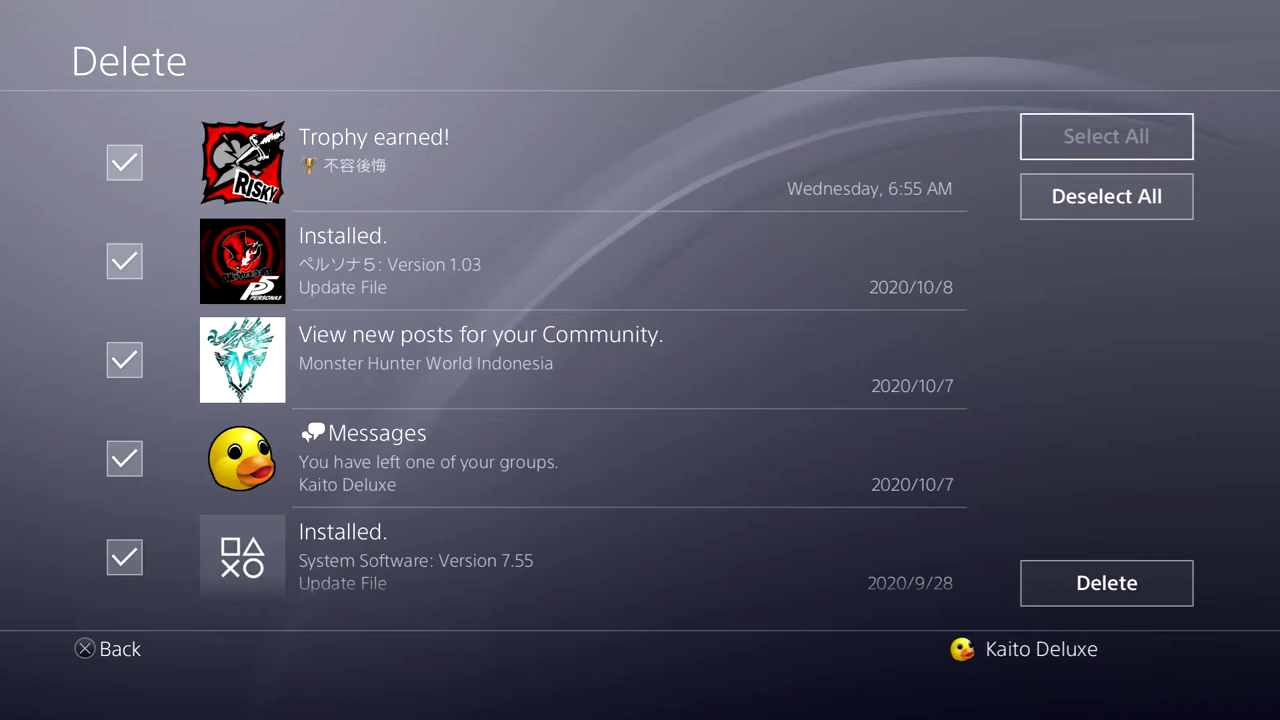 Delete
Trophy earned!
不容後悔
RISKY
Wednesday, 6:55 AM
Select All
Deselect All
Installed.
ペルソナ5: Version 1.03
Update File
P5
PERSONA5
2020/10/8
View new posts for your Community.
Monster Hunter World Indonesia
2020/10/7
Messages
You have left one of your groups.
Kaito Deluxe
2020/10/7
Installed.
System Software: Version 7.55
Update File
2020/9/28
Delete
Back
Kaito Deluxe